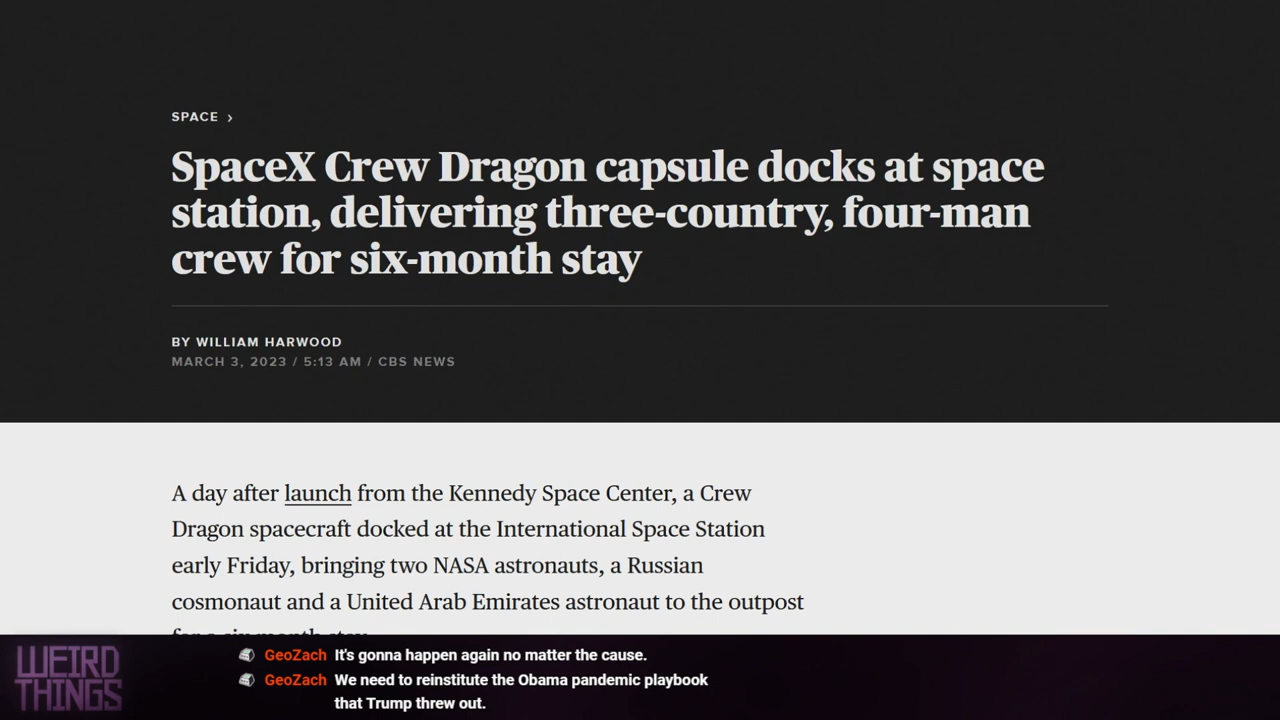 SPACE ›
SpaceX Crew Dragon capsule docks at space
station, delivering three-country, four-man
crew for six-month stay
BY WILLIAM HARWOOD
MARCH 3, 2023 / 5:13 AM / CBS NEWS
A day after launch from the Kennedy Space Center, a Crew
Dragon spacecraft docked at the International Space Station
early Friday, bringing two NASA astronauts, a Russian
cosmonaut and a United Arab Emirates astronaut to the outpost
for a six-month stay.
WEIRD
THINGS
GeoZach It's gonna happen again no matter the cause.
GeoZach We need to reinstitute the Obama pandemic playbook
that Trump threw out.